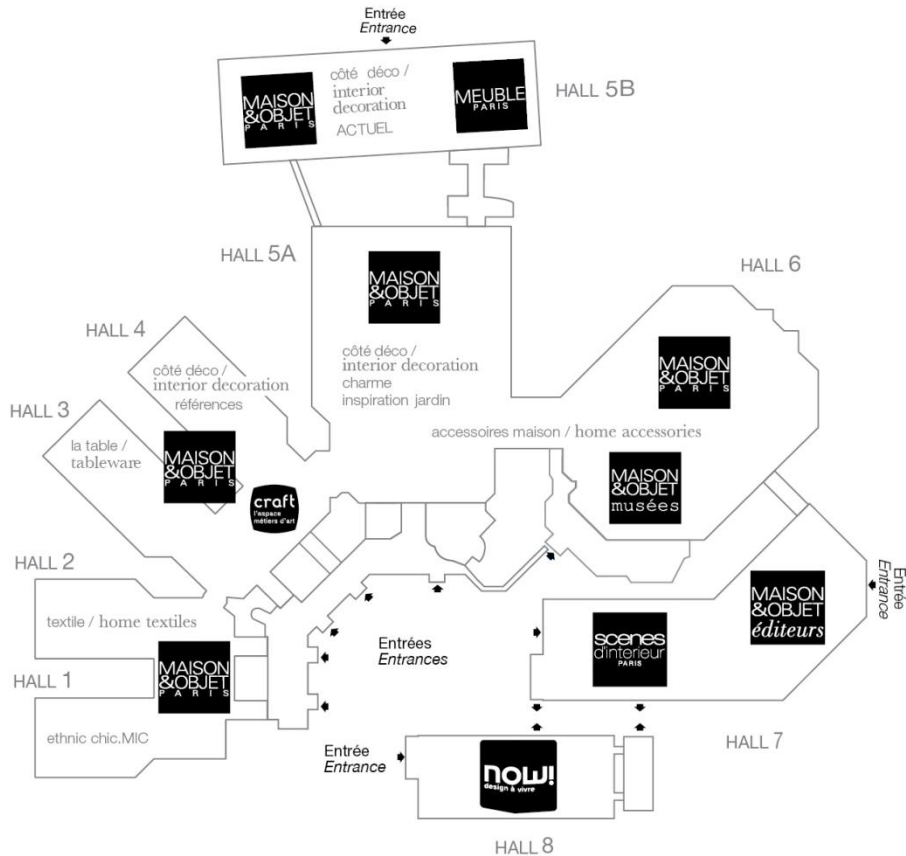 Entrée
Entrance
MAISON
&OBJET
PARIS
côté déco /
interior
decoration
ACTUEL
MEUBLE
PARIS
HALL 5B
HALL 5A
MAISON
&OBJET
PARIS
côté déco /
interior decoration
charme
inspiration jardin
HALL 6
MAISON
&OBJET
PARIS
accessoires maison / home accessories
MAISON
&OBJET
musées
HALL 4
côté déco /
interior decoration
références
HALL 3
la table /
tableware
MAISON
&OBJET
PARIS
craft
l'espace
métiers d'art
HALL 2
textile / home textiles
MAISON
&OBJET
PARIS
HALL 1
ethnic chic.MIC
Entrées
Entrances
scenes
d'interieur
PARIS
MAISON
&OBJET
éditeurs
Entrée
Entrance
HALL 7
Entrée
Entrance
now!
design à vivre
HALL 8